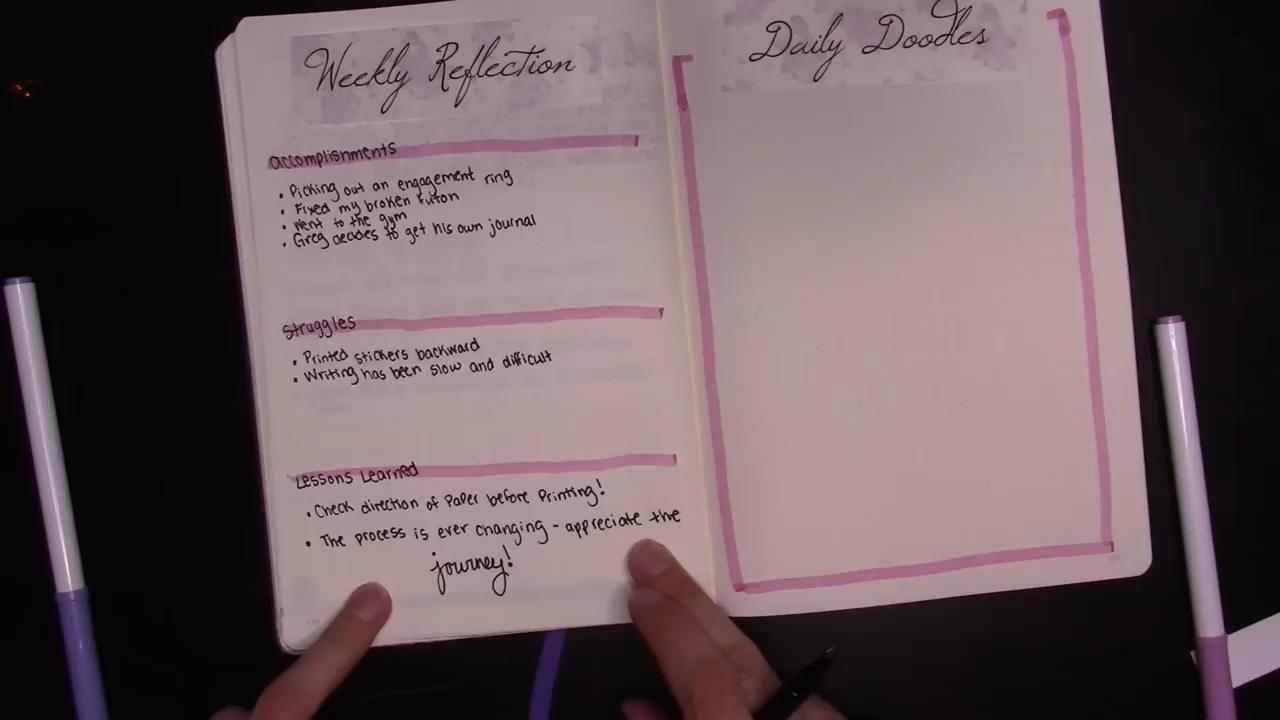 Weekly Reflection
Accomplishments
• Picking out an engagement ring
• Fixed my broken futon
• Went to the gym
• Greg decides to get his own journal
Struggles
• Printed stickers backward
• Writing has been slow and difficult
Lessons Learned
• Check direction of Paper before Printing!
• The process is ever changing - appreciate the
journey!
Daily Doodles